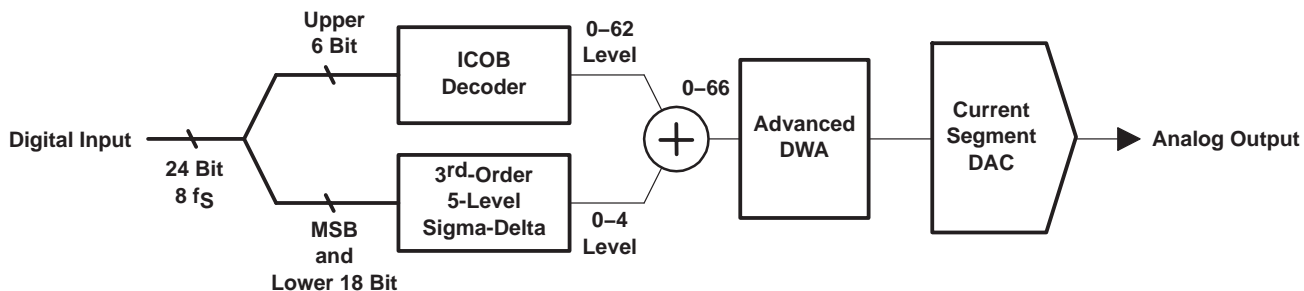 Upper
6 Bit
ICOB
Decoder
0–62
Level
Digital Input
24 Bit
8 fS
0–66
+
Advanced
DWA
Current
Segment
DAC
Analog Output
MSB
and
Lower 18 Bit
3rd-Order
5-Level
Sigma-Delta
0–4
Level